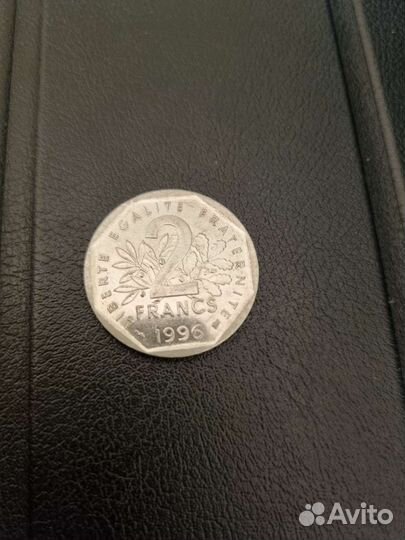 LIBERTE EGALITE FRATERNITE
2
FRANCS
1996
Avito